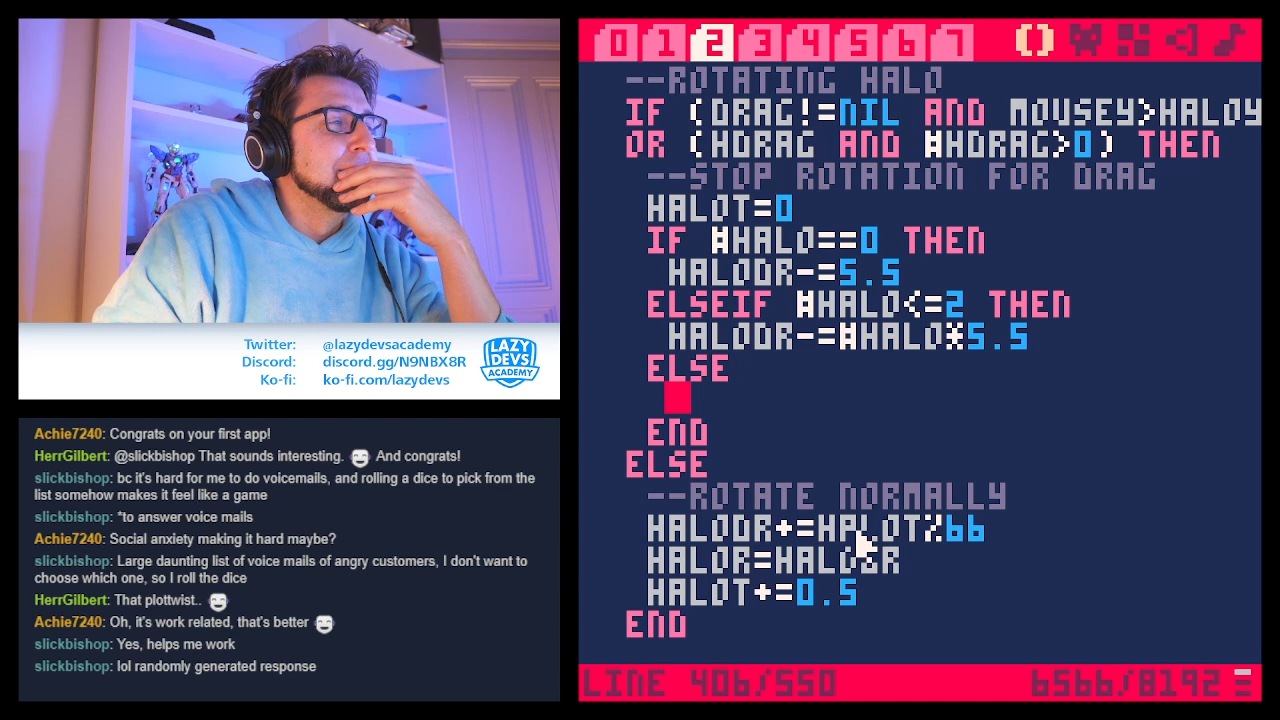 0 1 2 3 4 5 6 7 ()
--ROTATING HALO
IF (DRAG!=NIL AND MOUSEY>HALOY
OR (HDRAG AND #HDRAG>0) THEN
--STOP ROTATION FOR DRAG
HALOT=0
IF #HALO==0 THEN
HALODR-=5.5
ELSEIF #HALO<=2 THEN
HALODR-=#HALO*5.5
ELSE
END
ELSE
--ROTATE NORMALLY
HALODR+=HALOT%66
HALOR=HALODR
HALOT+=0.5
END
LINE 406/550 6566/8192
Twitter: @lazydevsacademy
Discord: discord.gg/N9NBX8R
Ko-fi: ko-fi.com/lazydevs
LAZY
DEVS
ACADEMY
Achie7240: Congrats on your first app!
HerrGilbert: @slickbishop That sounds interesting. And congrats!
slickbishop: bc it's hard for me to do voicemails, and rolling a dice to pick from the
list somehow makes it feel like a game
slickbishop: *to answer voice mails
Achie7240: Social anxiety making it hard maybe?
slickbishop: Large daunting list of voice mails of angry customers, I don't want to
choose which one, so I roll the dice
HerrGilbert: That plottwist..
Achie7240: Oh, it's work related, that's better
slickbishop: Yes, helps me work
slickbishop: lol randomly generated response